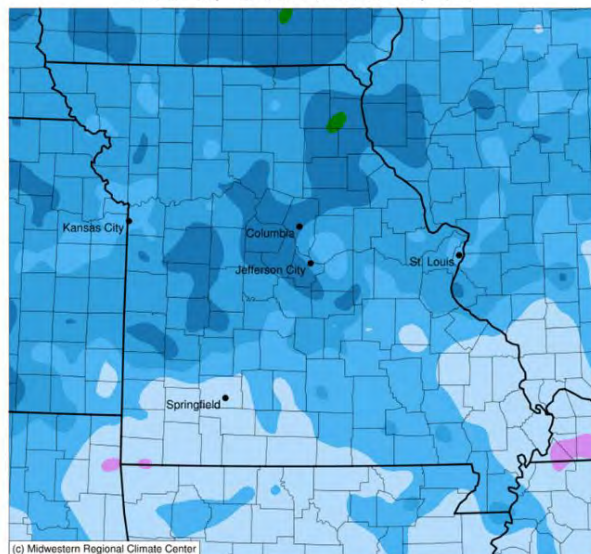 Kansas City
Columbia
Jefferson City
St. Louis
Springfield
(c) Midwestern Regional Climate Center